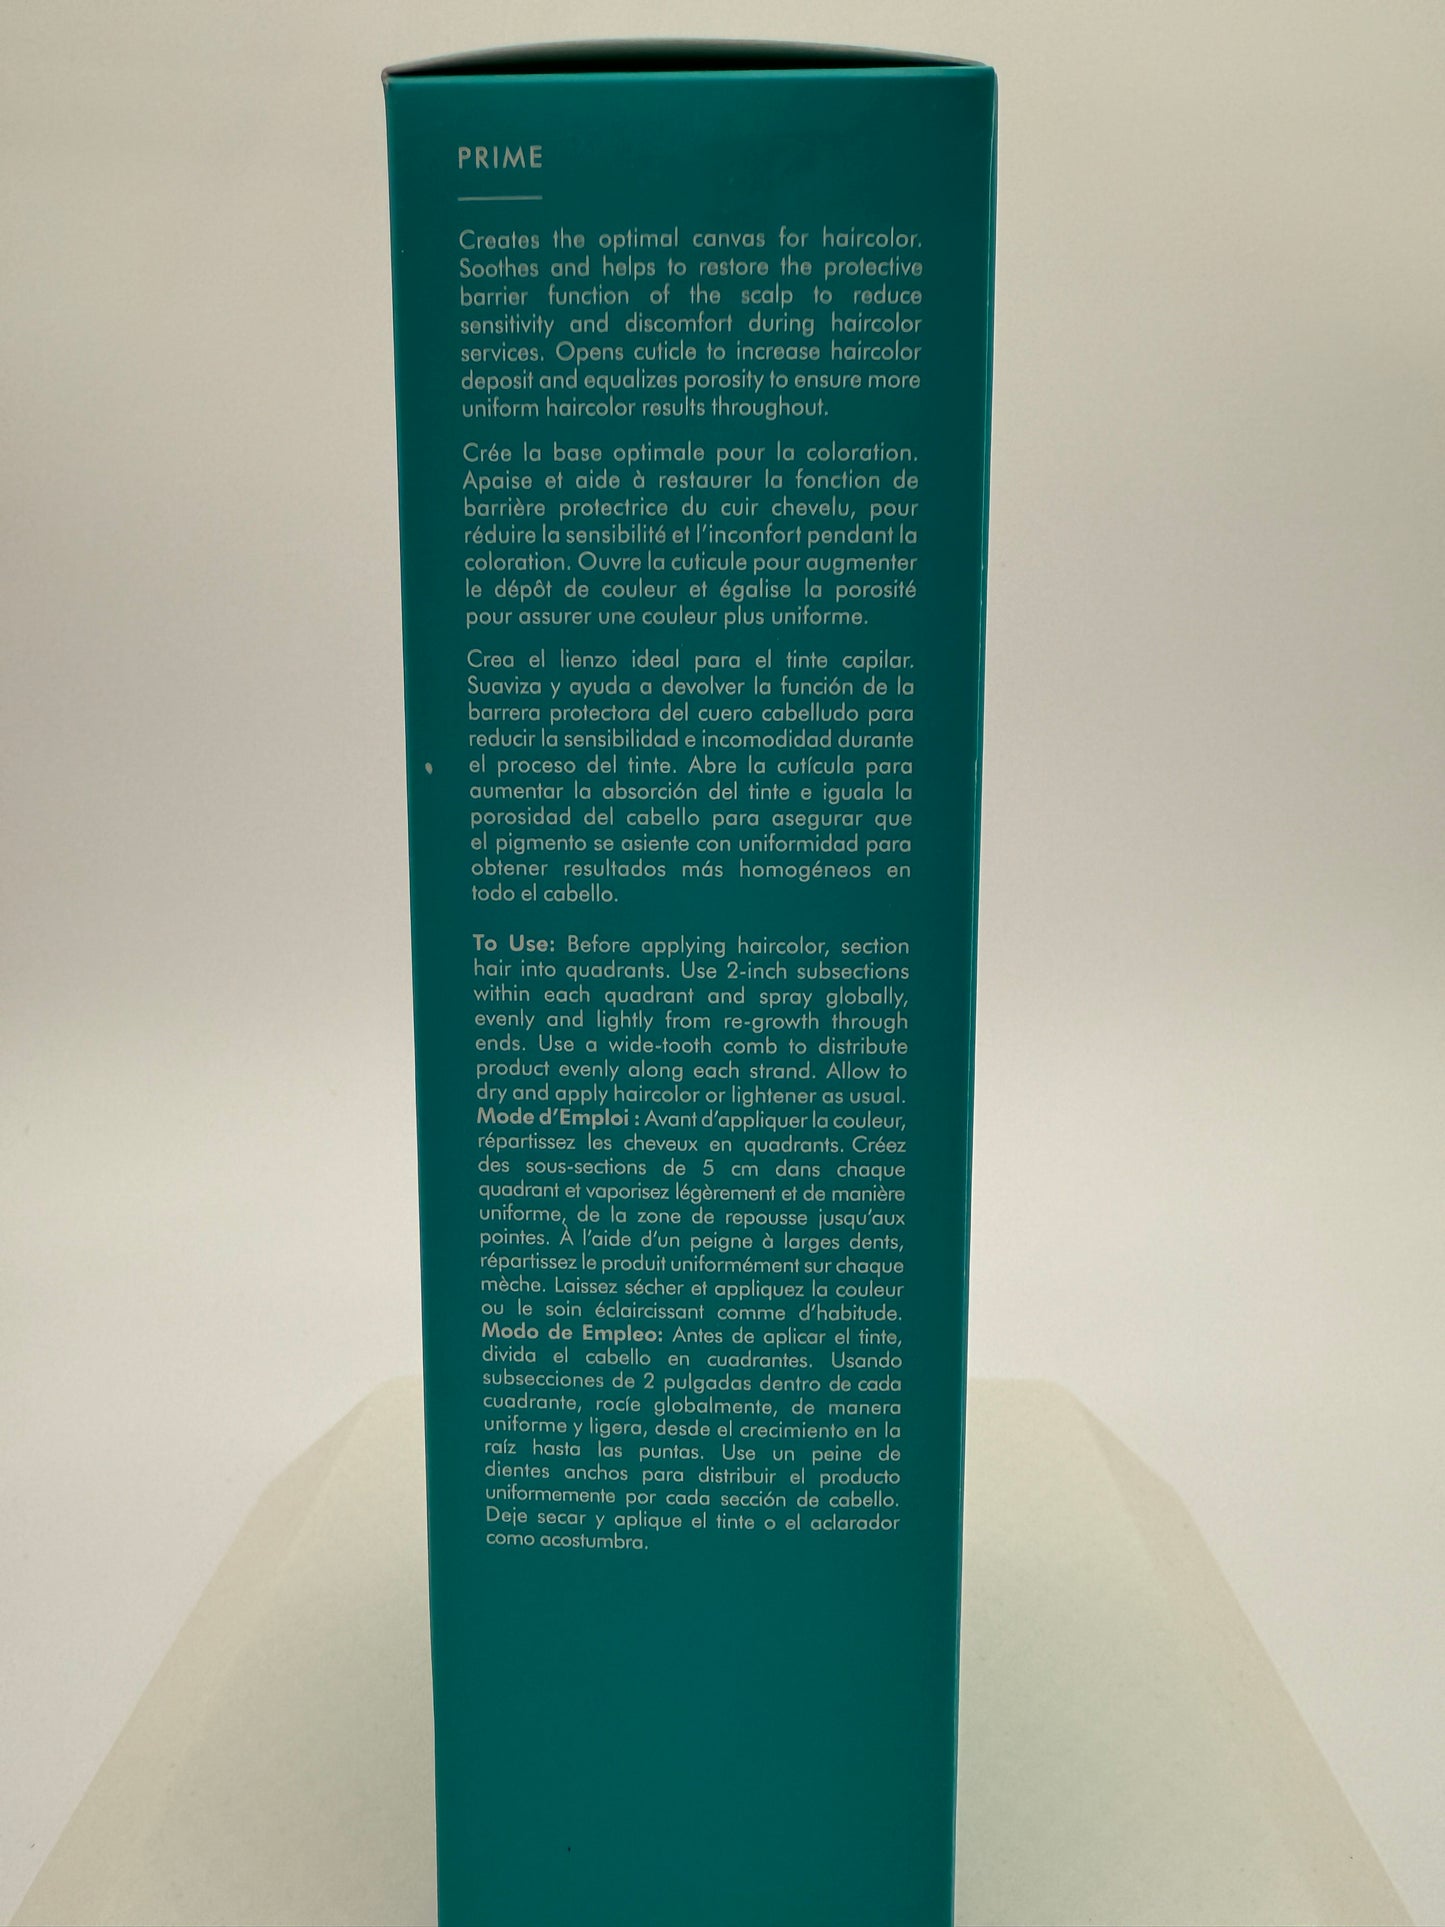 PRIME
Creates the optimal canvas for haircolor.
Soothes and helps to restore the protective
barrier function of the scalp to reduce
sensitivity and discomfort during haircolor
services. Opens cuticle to increase haircolor
deposit and equalizes porosity to ensure more
uniform haircolor results throughout.
Crée la base optimale pour la coloration.
Apaise et aide à restaurer la fonction de
barrière protectrice du cuir chevelu, pour
réduire la sensibilité et l'inconfort pendant la
coloration. Ouvre la cuticule pour augmenter
le dépôt de couleur et égalise la porosité
pour assurer une couleur plus uniforme.
Crea el lienzo ideal para el tinte capilar.
Suaviza y ayuda a devolver la función de la
barrera protectora del cuero cabelludo para
reducir la sensibilidad e incomodidad durante
el proceso del tinte. Abre la cutícula para
aumentar la absorción del tinte e iguala la
porosidad del cabello para asegurar que
el pigmento se asiente con uniformidad para
obtener resultados más homogéneos en
todo el cabello.
To Use: Before applying haircolor, section
hair into quadrants. Use 2-inch subsections
within each quadrant and spray globally,
evenly and lightly from re-growth through
ends. Use a wide-tooth comb to distribute
product evenly along each strand. Allow to
dry and apply haircolor or lightener as usual.
Mode d'Emploi : Avant d'appliquer la couleur,
répartissez les cheveux en quadrants. Créez
des sous-sections de 5 cm dans chaque
quadrant et vaporisez légèrement et de manière
uniforme, de la zone de repousse jusqu'aux
pointes. À l'aide d'un peigne à larges dents,
répartissez le produit uniformément sur chaque
mèche. Laissez sécher et appliquez la couleur
ou le soin éclaircissant comme d'habitude.
Modo de Empleo: Antes de aplicar el tinte,
divida el cabello en cuadrantes. Usando
subsecciones de 2 pulgadas dentro de cada
cuadrante, rocíe globalmente, de manera
uniforme y ligera, desde el crecimiento en la
raíz hasta las puntas. Use un peine de
dientes anchos para distribuir el producto
uniformemente por cada sección de cabello.
Deje secar y aplique el tinte o el aclarador
como acostumbra.